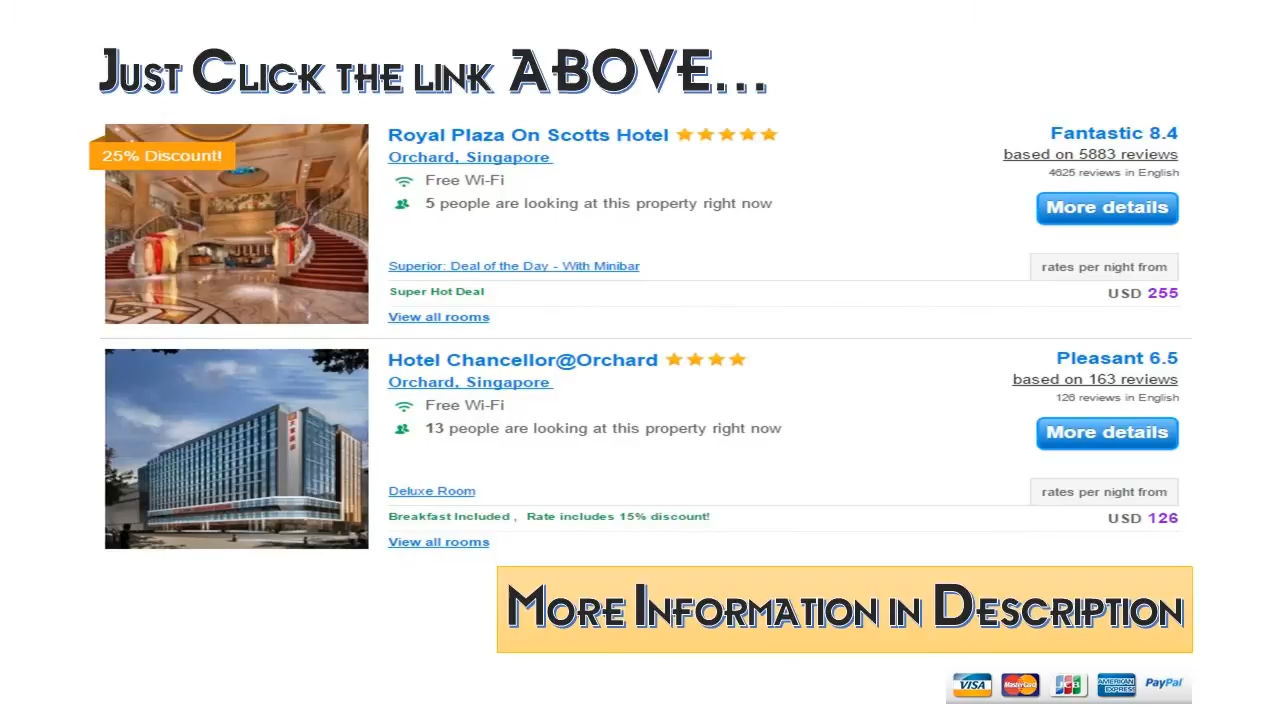 Just Click the link ABOVE...
25% Discount!
Royal Plaza On Scotts Hotel
Orchard, Singapore
Free Wi-Fi
5 people are looking at this property right now
Fantastic 8.4
based on 5883 reviews
4625 reviews in English
More details
Superior: Deal of the Day - With Minibar
rates per night from
Super Hot Deal
USD 255
View all rooms
Hotel Chancellor@Orchard
Orchard, Singapore
Free Wi-Fi
13 people are looking at this property right now
Pleasant 6.5
based on 163 reviews
126 reviews in English
More details
Deluxe Room
rates per night from
Breakfast Included , Rate includes 15% discount!
USD 126
View all rooms
More Information in Description
VISA
MasterCard
JCB
AMERICAN EXPRESS
PayPal